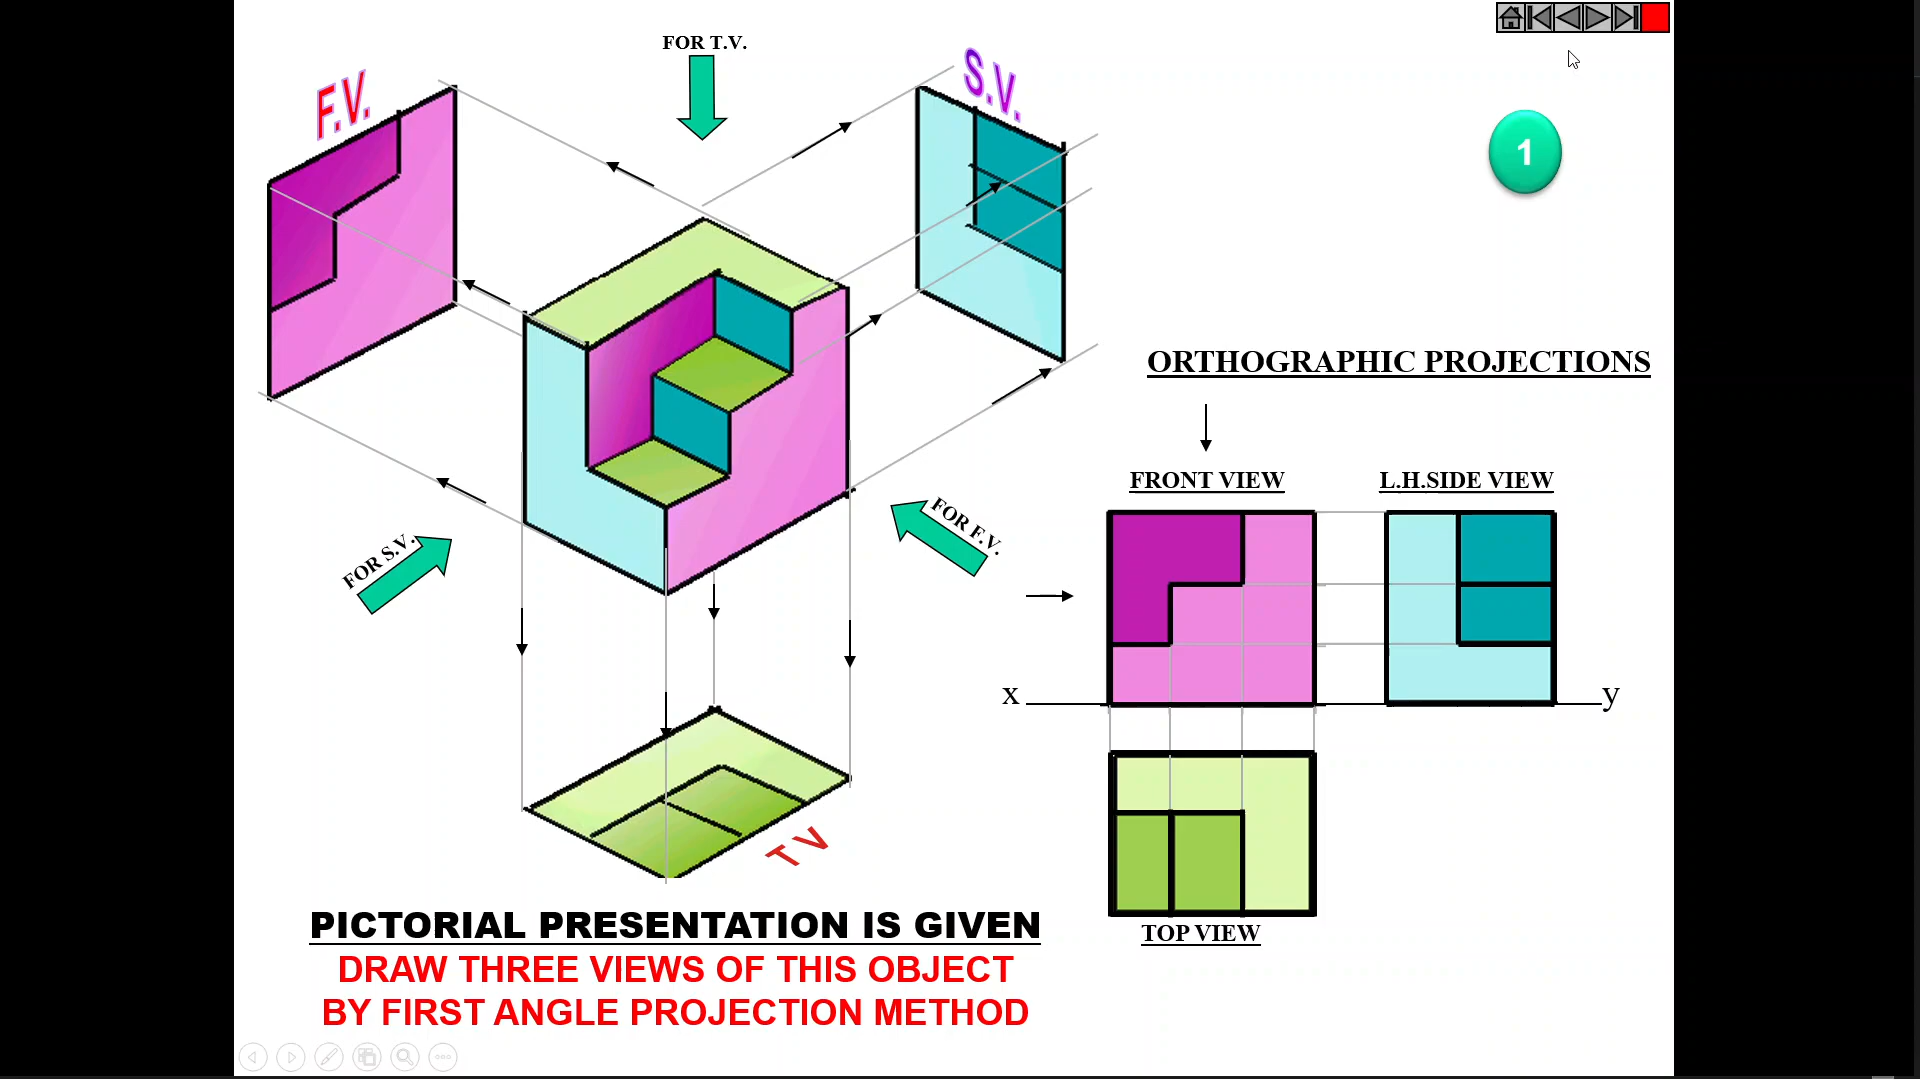 FOR T.V.
F.V.
S.V.
1
ORTHOGRAPHIC PROJECTIONS
FRONT VIEW
L.H.SIDE VIEW
FOR S.V.
FOR F.V.
x
y
T V
PICTORIAL PRESENTATION IS GIVEN
DRAW THREE VIEWS OF THIS OBJECT
BY FIRST ANGLE PROJECTION METHOD
TOP VIEW